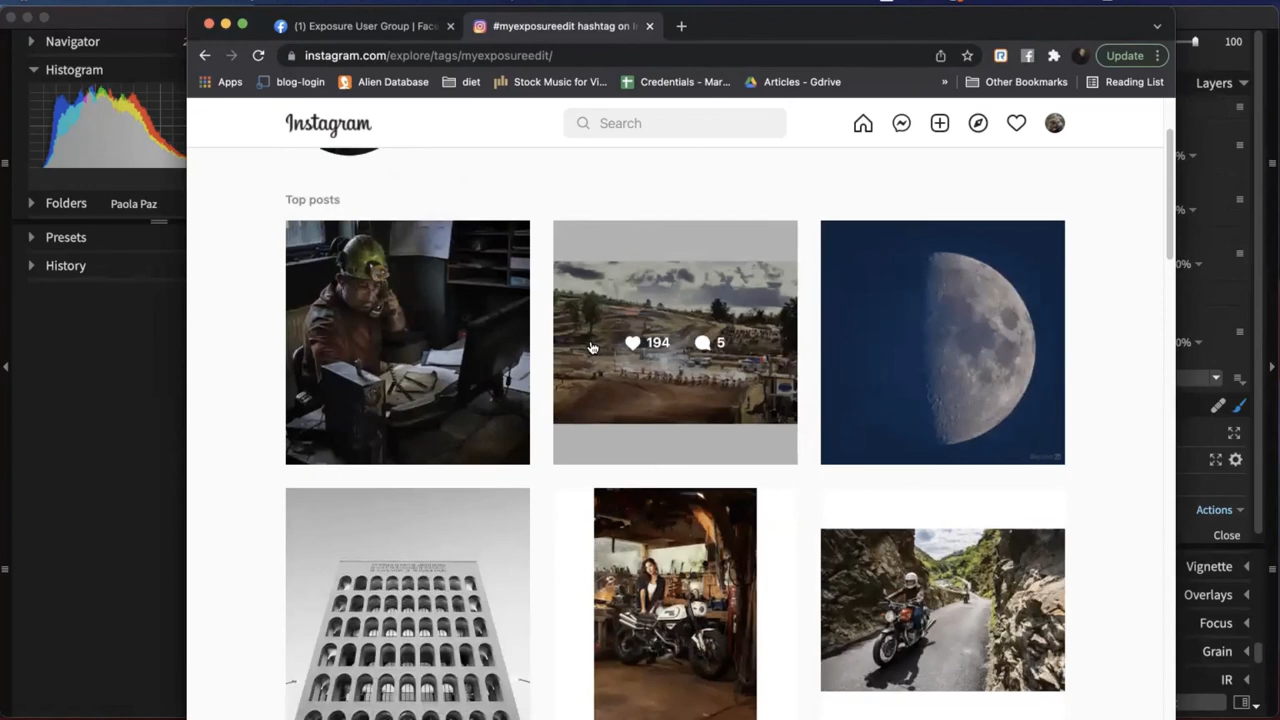 (1) Exposure User Group | Fac
#myexposureedit hashtag on I
instagram.com/explore/tags/myexposureedit/
Update
Apps
blog-login
Alien Database
diet
Stock Music for Vi...
Credentials - Mar...
Articles - Gdrive
»
Other Bookmarks
Reading List
Instagram
Search
Top posts
194
5
Navigator
Histogram
Folders
Paola Paz
Presets
History
100
Layers
%
%
%
0%
Actions
Close
Vignette
Overlays
Focus
Grain
IR